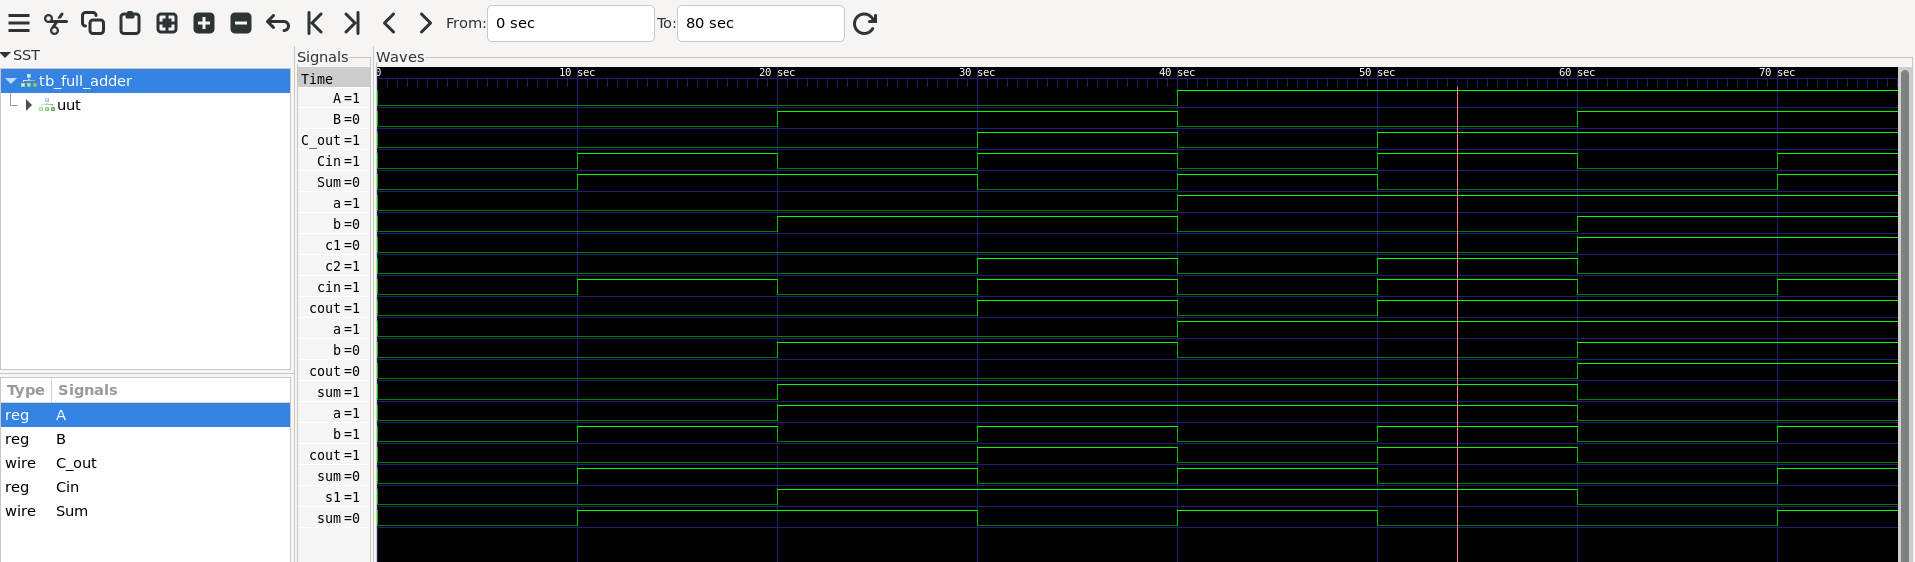 From: 0 sec To: 80 sec
SST
tb_full_adder
uut
Type Signals
reg A
reg B
wire C_out
reg Cin
wire Sum
Signals
Time
A=1
B=0
C_out=1
Cin=1
Sum=0
a=1
b=0
c1=0
c2=1
cin=1
cout=1
a=1
b=0
cout=0
sum=1
a=1
b=1
cout=1
sum=0
s1=1
sum=0
Waves
0 10 sec 20 sec 30 sec 40 sec 50 sec 60 sec 70 sec